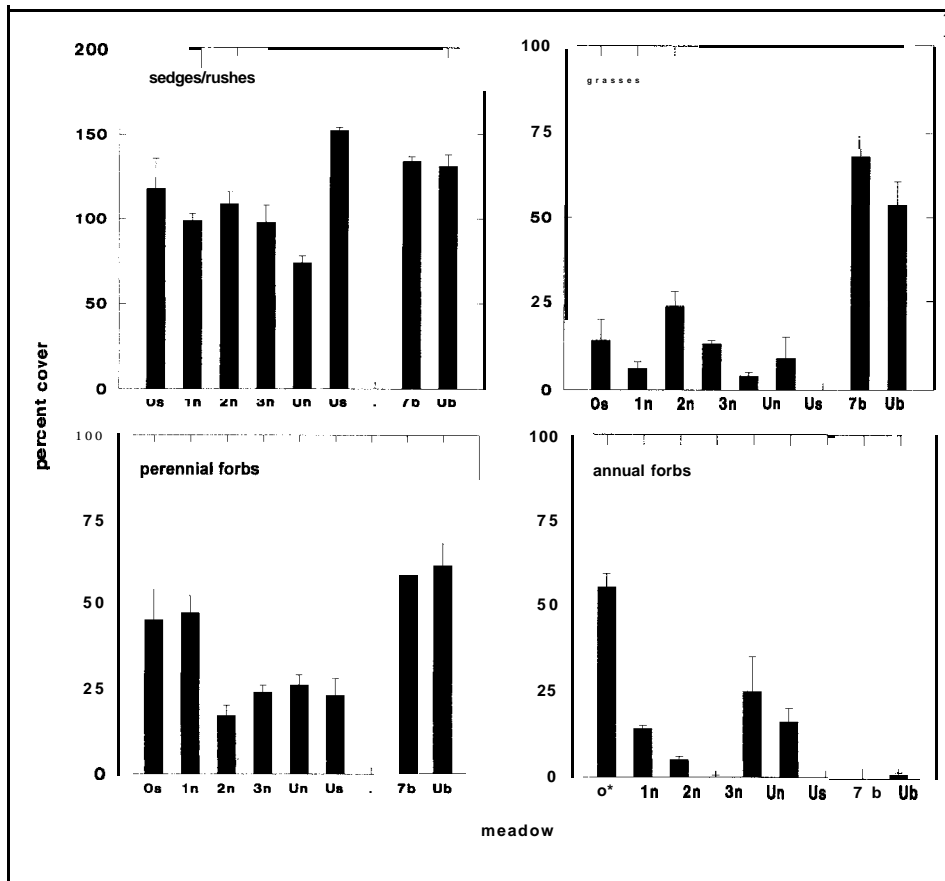 200
sedges/rushes
150
100
50
0
Us 1n 2n 3n Un Us . 7b Ub
100
grasses
75
50
25
0
Os 1n 2n 3n Un Us 7b Ub
percent cover
100
perennial forbs
75
50
25
0
Os 1n 2n 3n Un Us . 7b Ub
100
annual forbs
75
50
25
0
o* 1n 2n 3n Un Us 7 b Ub
meadow